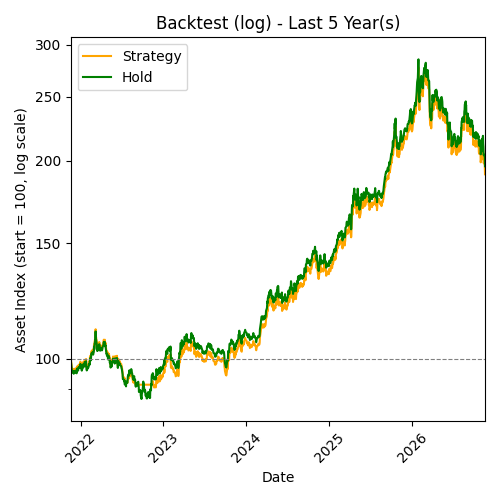 Backtest (log) - Last 5 Year(s)
Strategy
Hold
Asset Index (start = 100, log scale)
300
250
200
150
100
2022
2023
2024
2025
2026
Date